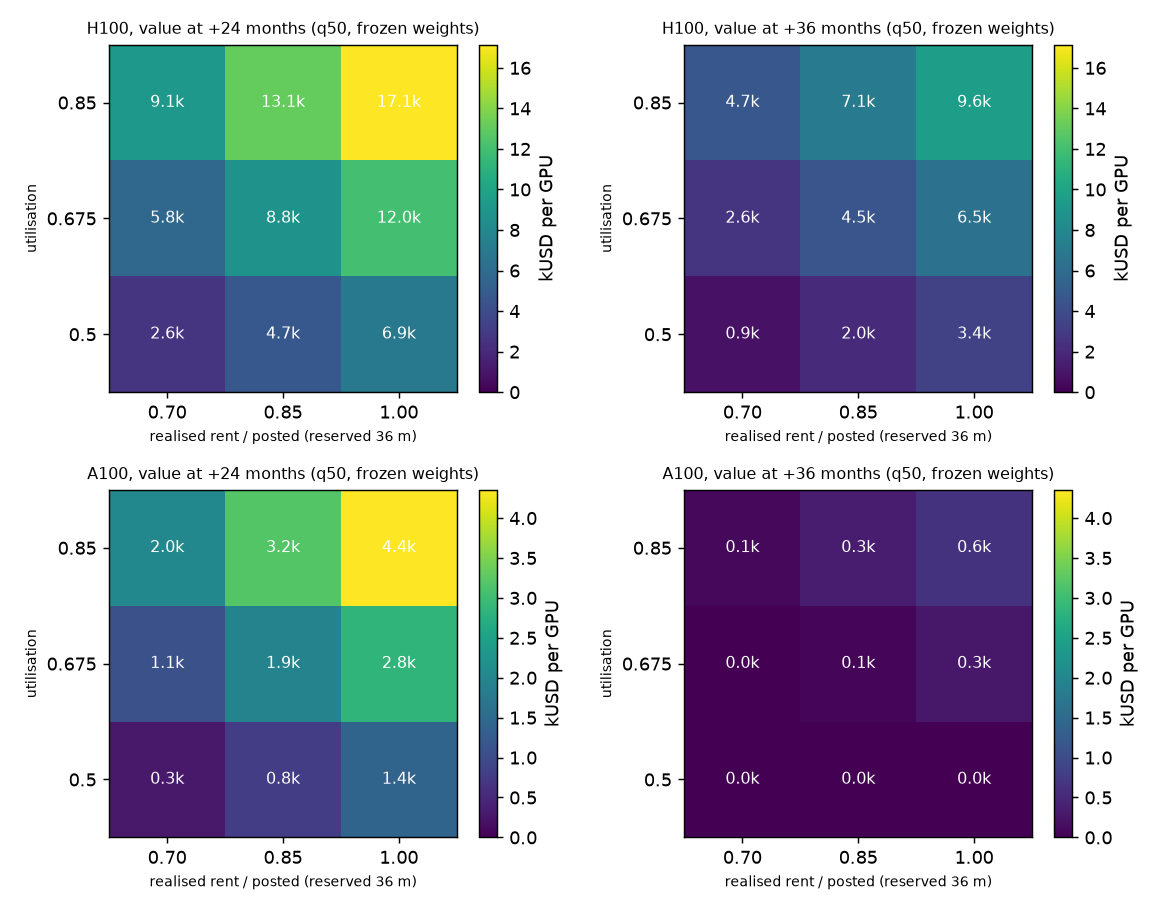 H100, value at +24 months (q50, frozen weights)
utilisation
0.85
0.675
0.5
9.1k 13.1k 17.1k
5.8k 8.8k 12.0k
2.6k 4.7k 6.9k
0.70 0.85 1.00
realised rent / posted (reserved 36 m)
16
14
12
10
8
6
4
2
0
kUSD per GPU
H100, value at +36 months (q50, frozen weights)
utilisation
0.85
0.675
0.5
4.7k 7.1k 9.6k
2.6k 4.5k 6.5k
0.9k 2.0k 3.4k
0.70 0.85 1.00
realised rent / posted (reserved 36 m)
16
14
12
10
8
6
4
2
0
kUSD per GPU
A100, value at +24 months (q50, frozen weights)
utilisation
0.85
0.675
0.5
2.0k 3.2k 4.4k
1.1k 1.9k 2.8k
0.3k 0.8k 1.4k
0.70 0.85 1.00
realised rent / posted (reserved 36 m)
4.0
3.5
3.0
2.5
2.0
1.5
1.0
0.5
0.0
kUSD per GPU
A100, value at +36 months (q50, frozen weights)
utilisation
0.85
0.675
0.5
0.1k 0.3k 0.6k
0.0k 0.1k 0.3k
0.0k 0.0k 0.0k
0.70 0.85 1.00
realised rent / posted (reserved 36 m)
4.0
3.5
3.0
2.5
2.0
1.5
1.0
0.5
0.0
kUSD per GPU